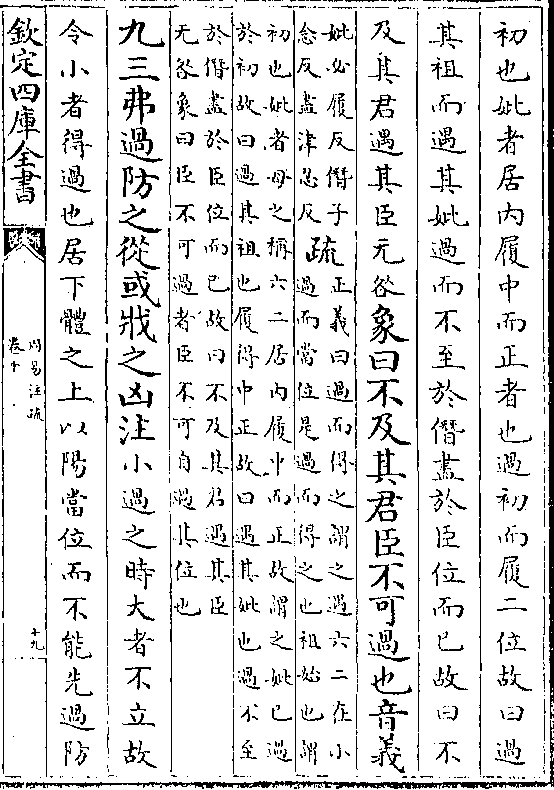 初也妣者居内履中而正者也過初而履二位故曰過
其祖而遇其妣過而不至於僭盡於臣位而已故曰不
及其君遇其臣无咎象曰不及其君臣不可過也音義
妣必履反僭子
念反盡津忍反
疏
正義曰過而得之謂之遇六二在小
過而當位是過而得之也祖始也謂
初也妣者母之稱六二居内履中而正故謂之妣已過
於初故曰過其祖也履得中正故曰遇其妣也過不至
於僭盡於臣位而已故曰不及其君遇其臣
无咎象曰臣不可過者臣不可自過其位也
九三弗過防之從或戕之凶注小過之時大者不立故
令小者得過也居下體之上以陽當位而不能先過防
欽定四庫全書
周易注疏
卷十
十九